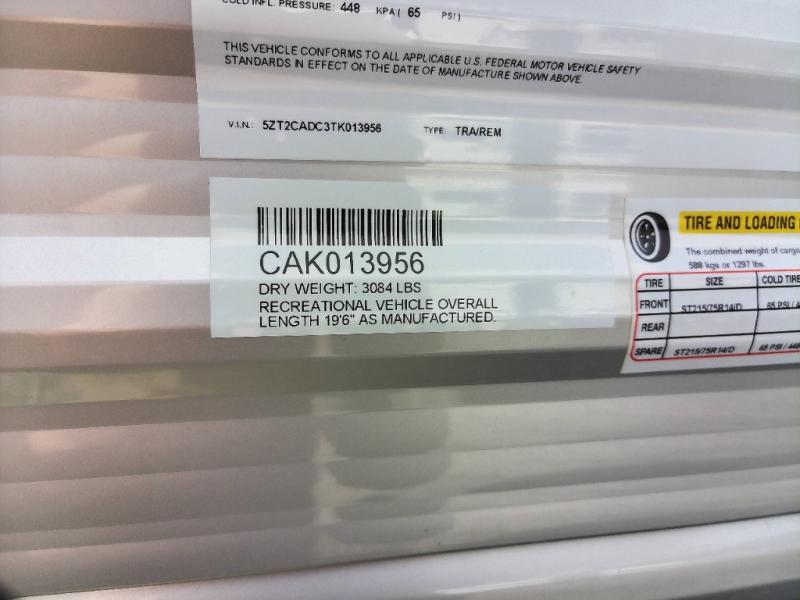 COLD INFL. PRESSURE: 448 KPA ( 65 PSI )
THIS VEHICLE CONFORMS TO ALL APPLICABLE U.S. FEDERAL MOTOR VEHICLE SAFETY
STANDARDS IN EFFECT ON THE DATE OF MANUFACTURE SHOWN ABOVE.
V.I.N.: 5ZT2CADC3TK013956 TYPE: TRA/REM
CAK013956
DRY WEIGHT: 3084 LBS
RECREATIONAL VEHICLE OVERALL
LENGTH 19'6" AS MANUFACTURED.
TIRE AND LOADING
The combined weight of cargo
588 kgs or 1297 lbs.
TIRE SIZE COLD TIRE
FRONT ST215/75R14/D 65 PSI /
REAR
SPARE ST215/75R14/D 65 PSI / 448